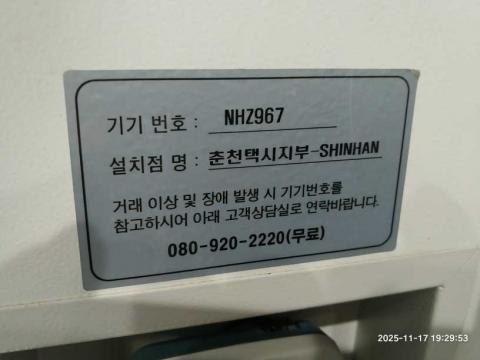 기기 번호 : NHZ967
설치점 명 : 춘천택시지부-SHINHAN
거래 이상 및 장애 발생 시 기기번호를
참고하시어 아래 고객상담실로 연락바랍니다.
080-920-2220(무료)
2025-11-17 19:29:53